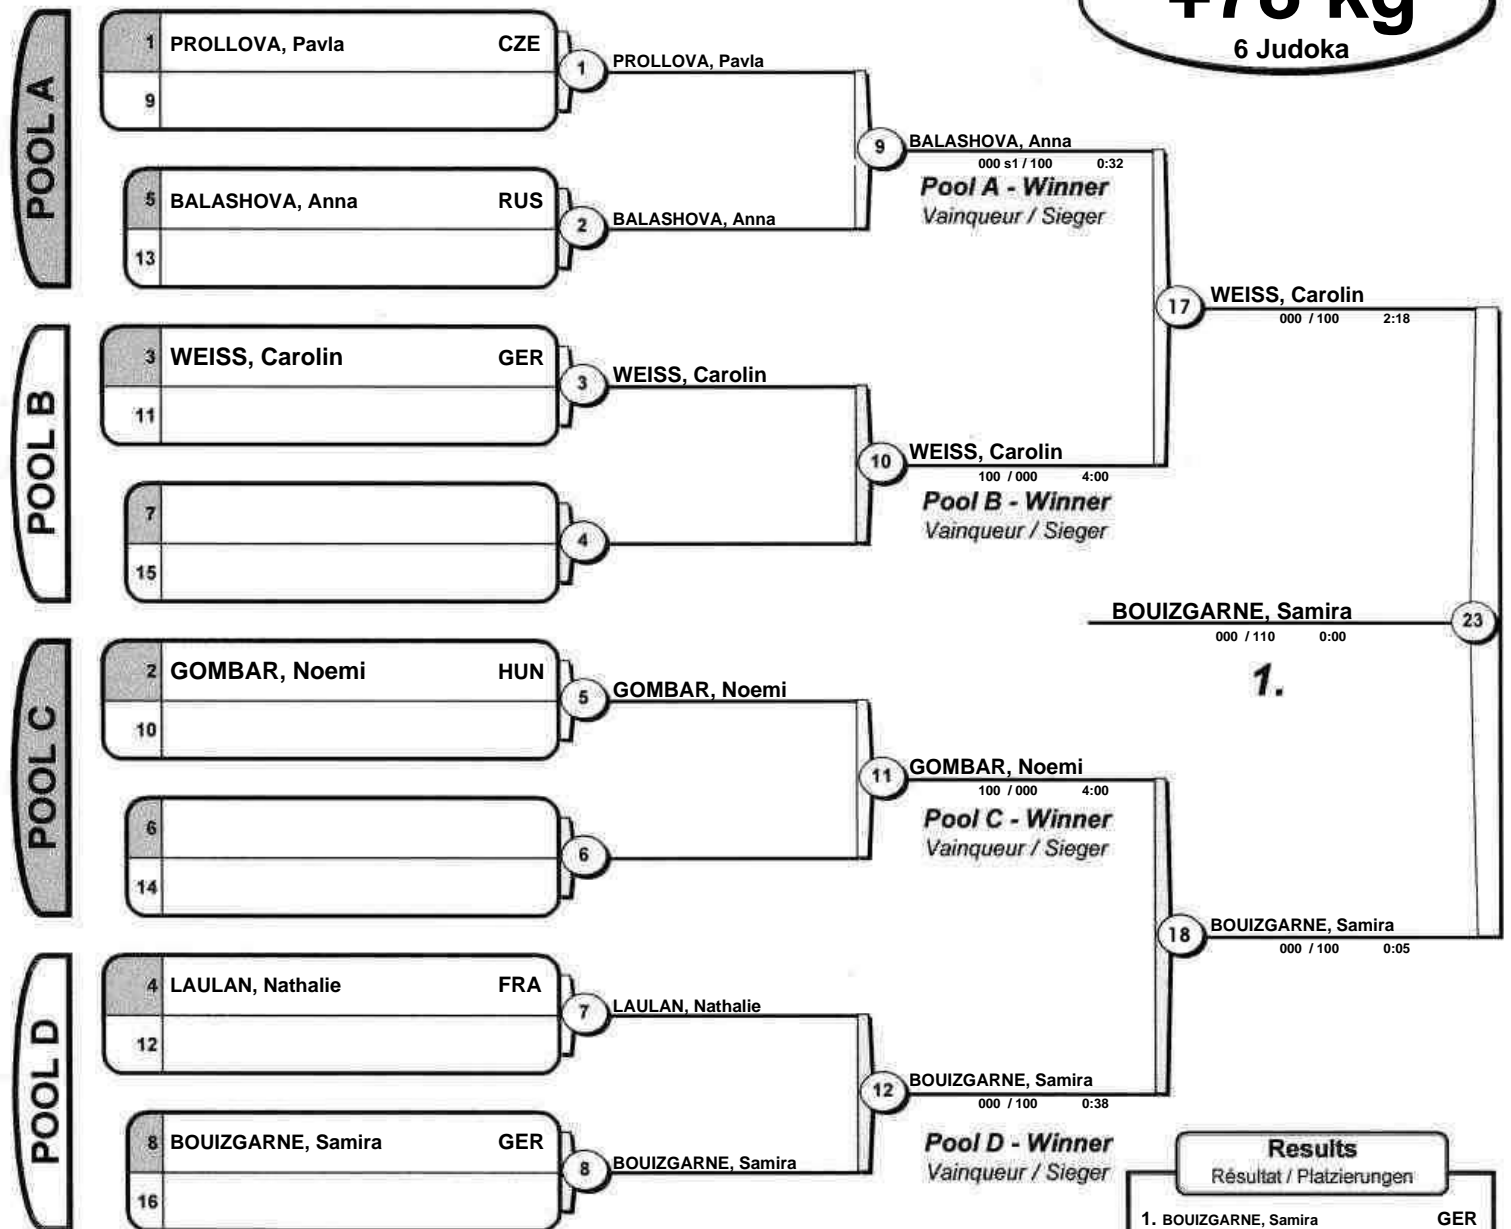 +78 kg
6 Judoka
POOL A
1 PROLLOVA, Pavla CZE
9
1 PROLLOVA, Pavla
5 BALASHOVA, Anna RUS
13
2 BALASHOVA, Anna
9 BALASHOVA, Anna
000 s1 / 100 0:32
Pool A - Winner
Vainqueur / Sieger
POOL B
3 WEISS, Carolin GER
11
3 WEISS, Carolin
7
15
4
10 WEISS, Carolin
100 / 000 4:00
Pool B - Winner
Vainqueur / Sieger
17 WEISS, Carolin
000 / 100 2:18
BOUIZGARNE, Samira 23
000 / 110 0:00
1.
POOL C
2 GOMBAR, Noemi HUN
10
5 GOMBAR, Noemi
6
14
6
11 GOMBAR, Noemi
100 / 000 4:00
Pool C - Winner
Vainqueur / Sieger
18 BOUIZGARNE, Samira
000 / 100 0:05
POOL D
4 LAULAN, Nathalie FRA
12
7 LAULAN, Nathalie
8 BOUIZGARNE, Samira GER
16
8 BOUIZGARNE, Samira
12 BOUIZGARNE, Samira
000 / 100 0:38
Pool D - Winner
Vainqueur / Sieger
Results
Résultat / Platzierungen
1. BOUIZGARNE, Samira GER